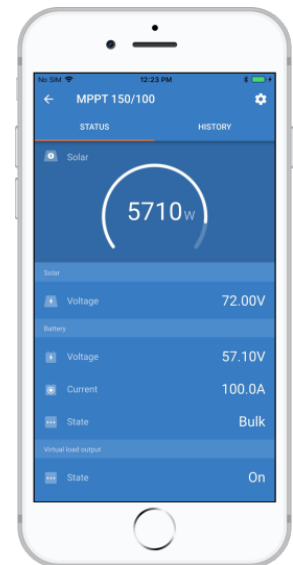 No SIM 12:23 PM
MPPT 150/100
STATUS HISTORY
Solar
5710W
Solar
Voltage 72.00V
Battery
Voltage 57.10V
Current 100.0A
State Bulk
Virtual load output
State On